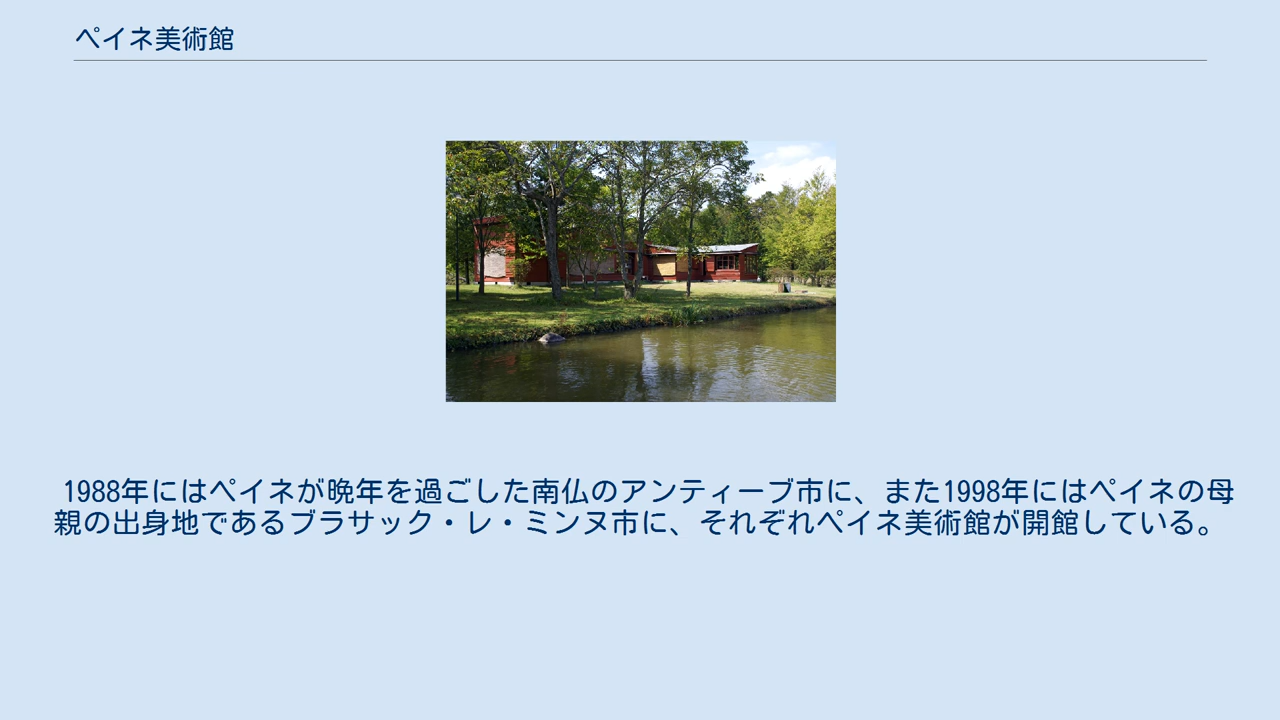 ペイネ美術館
1988年にはペイネが晩年を過ごした南仏のアンティーブ市に、また1998年にはペイネの母
親の出身地であるブラサック・レ・ミンヌ市に、それぞれペイネ美術館が開館している。